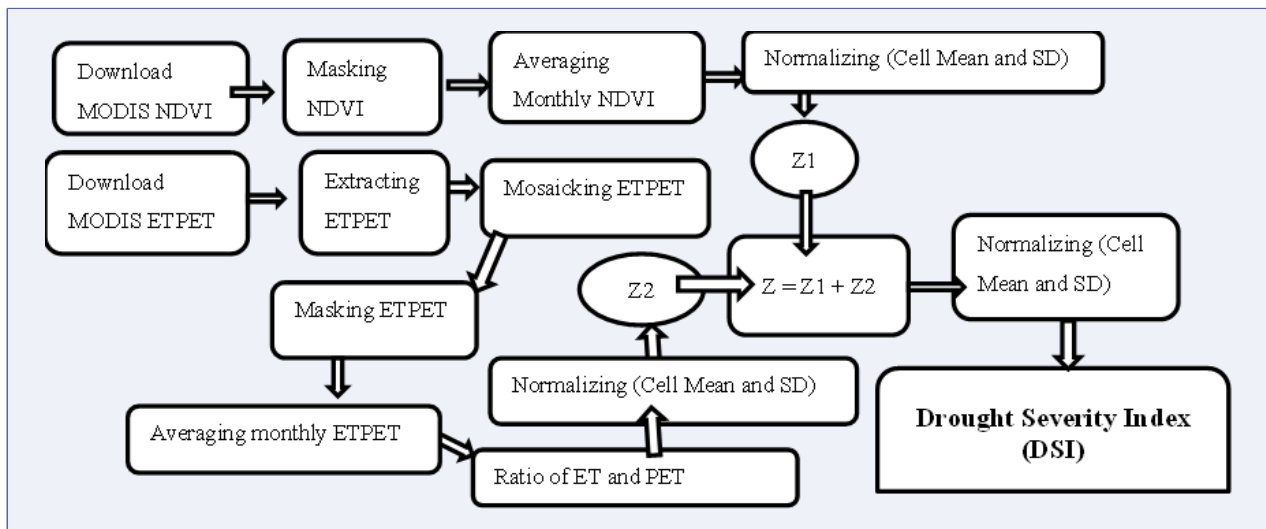 Download
MODIS NDVI
Masking
NDVI
Averaging
Monthly NDVI
Normalizing (Cell Mean and SD)
Z1
Download
MODIS ETPET
Extracting
ETPET
Mosaicking ETPET
Masking ETPET
Averaging monthly ETPET
Ratio of ET and PET
Normalizing (Cell Mean and SD)
Z2
Z = Z1 + Z2
Normalizing (Cell
Mean and SD)
Drought Severity Index
(DSI)